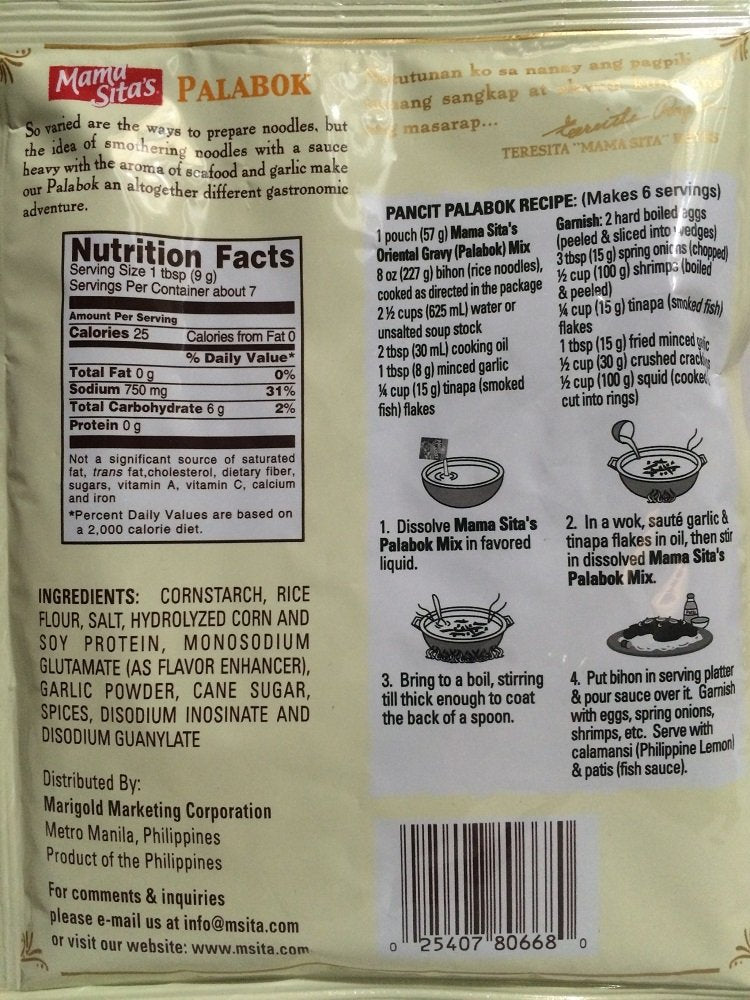 Mama Sita's PALABOK
So varied are the ways to prepare noodles, but
the idea of smothering noodles with a sauce
heavy with the aroma of seafood and garlic make
our Palabok an altogether different gastronomic
adventure.
Nutrition Facts
Serving Size 1 tbsp (9 g)
Servings Per Container about 7
Amount Per Serving
Calories 25 Calories from Fat 0
% Daily Value*
Total Fat 0 g 0%
Sodium 750 mg 31%
Total Carbohydrate 6 g 2%
Protein 0 g
Not a significant source of saturated
fat, trans fat,cholesterol, dietary fiber,
sugars, vitamin A, vitamin C, calcium
and iron
*Percent Daily Values are based on
a 2,000 calorie diet.
INGREDIENTS: CORNSTARCH, RICE
FLOUR, SALT, HYDROLYZED CORN AND
SOY PROTEIN, MONOSODIUM
GLUTAMATE (AS FLAVOR ENHANCER),
GARLIC POWDER, CANE SUGAR,
SPICES, DISODIUM INOSINATE AND
DISODIUM GUANYLATE
Distributed By:
Marigold Marketing Corporation
Metro Manila, Philippines
Product of the Philippines
For comments & inquiries
please e-mail us at info@msita.com
or visit our website: www.msita.com
ko sa nanay ang
sangkap at
masarap...
TERESITA "MAMA SITA"
PANCIT PALABOK RECIPE: (Makes 6 servings)
1 pouch (57 g) Mama Sita's
Oriental Gravy (Palabok) Mix
8 oz (227 g) bihon (rice noodles),
cooked as directed in the package
2 ½ cups (625 mL) water or
unsalted soup stock
2 tbsp (30 mL) cooking oil
1 tbsp (8 g) minced garlic
¼ cup (15 g) tinapa (smoked
fish) flakes
Garnish: 2 hard boiled eggs
(peeled & sliced into wedges)
3 tbsp (15 g) spring onions (chopped)
½ cup (100 g) shrimps (boiled
& peeled)
¼ cup (15 g) tinapa (smoked fish)
flakes
1 tbsp (15 g) fried minced garlic
½ cup (30 g) crushed
½ cup (100 g) squid (cooked,
cut into rings)
1. Dissolve Mama Sita's
Palabok Mix in favored
liquid.
2. In a wok, sauté garlic &
tinapa flakes in oil, then stir
in dissolved Mama Sita's
Palabok Mix.
3. Bring to a boil, stirring
till thick enough to coat
the back of a spoon.
4. Put bihon in serving platter
& pour sauce over it. Garnish
with eggs, spring onions,
shrimps, etc. Serve with
calamansi (Philippine Lemon)
& patis (fish sauce).
0 25407 80668 0